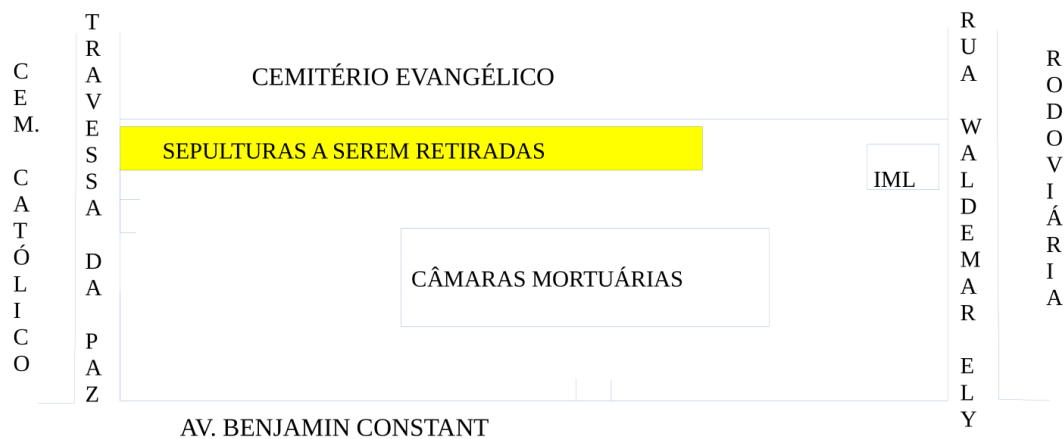 CEM. CATÓLICO
TRAVESSA DA PAZ
CEMITÉRIO EVANGÉLICO
SEPULTURAS A SEREM RETIRADAS
IML
CÂMARAS MORTUÁRIAS
AV. BENJAMIN CONSTANT
RUA WALDEMAR ELY
RODOVIÁRIA